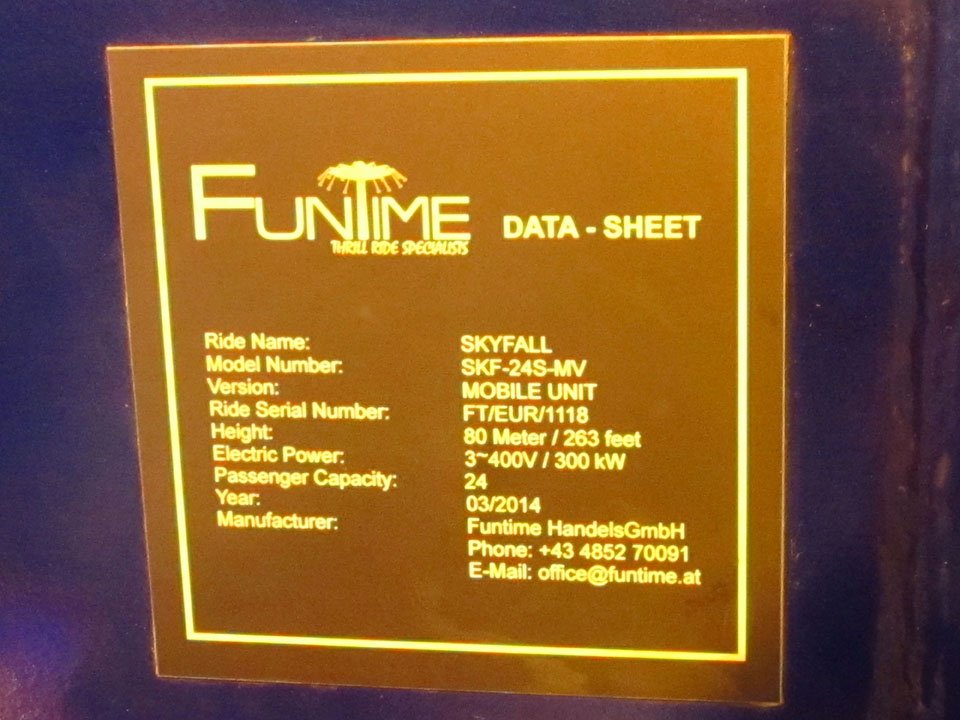 FUNTIME DATA - SHEET
THRILL RIDE SPECIALISTS
Ride Name: SKYFALL
Model Number: SKF-24S-MV
Version: MOBILE UNIT
Ride Serial Number: FT/EUR/1118
Height: 80 Meter / 263 feet
Electric Power: 3~400V / 300 kW
Passenger Capacity: 24
Year: 03/2014
Manufacturer: Funtime HandelsGmbH
Phone: +43 4852 70091
E-Mail: office@funtime.at